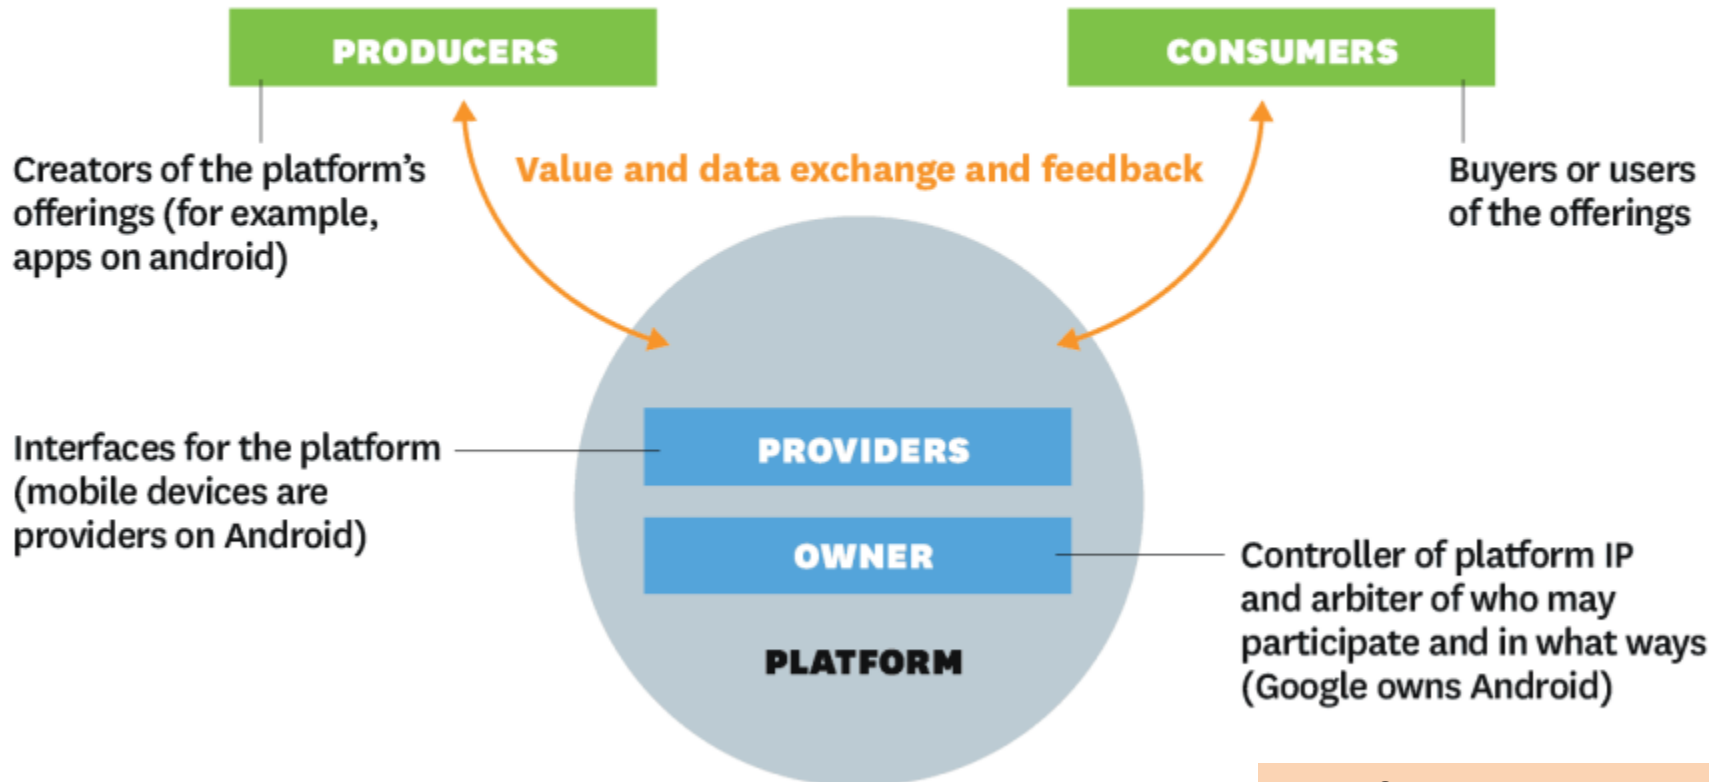 PRODUCERS
CONSUMERS
Creators of the platform’s
offerings (for example,
apps on android)
Value and data exchange and feedback
Buyers or users
of the offerings
Interfaces for the platform
(mobile devices are
providers on Android)
PROVIDERS
OWNER
Controller of platform IP
and arbiter of who may
participate and in what ways
(Google owns Android)
PLATFORM